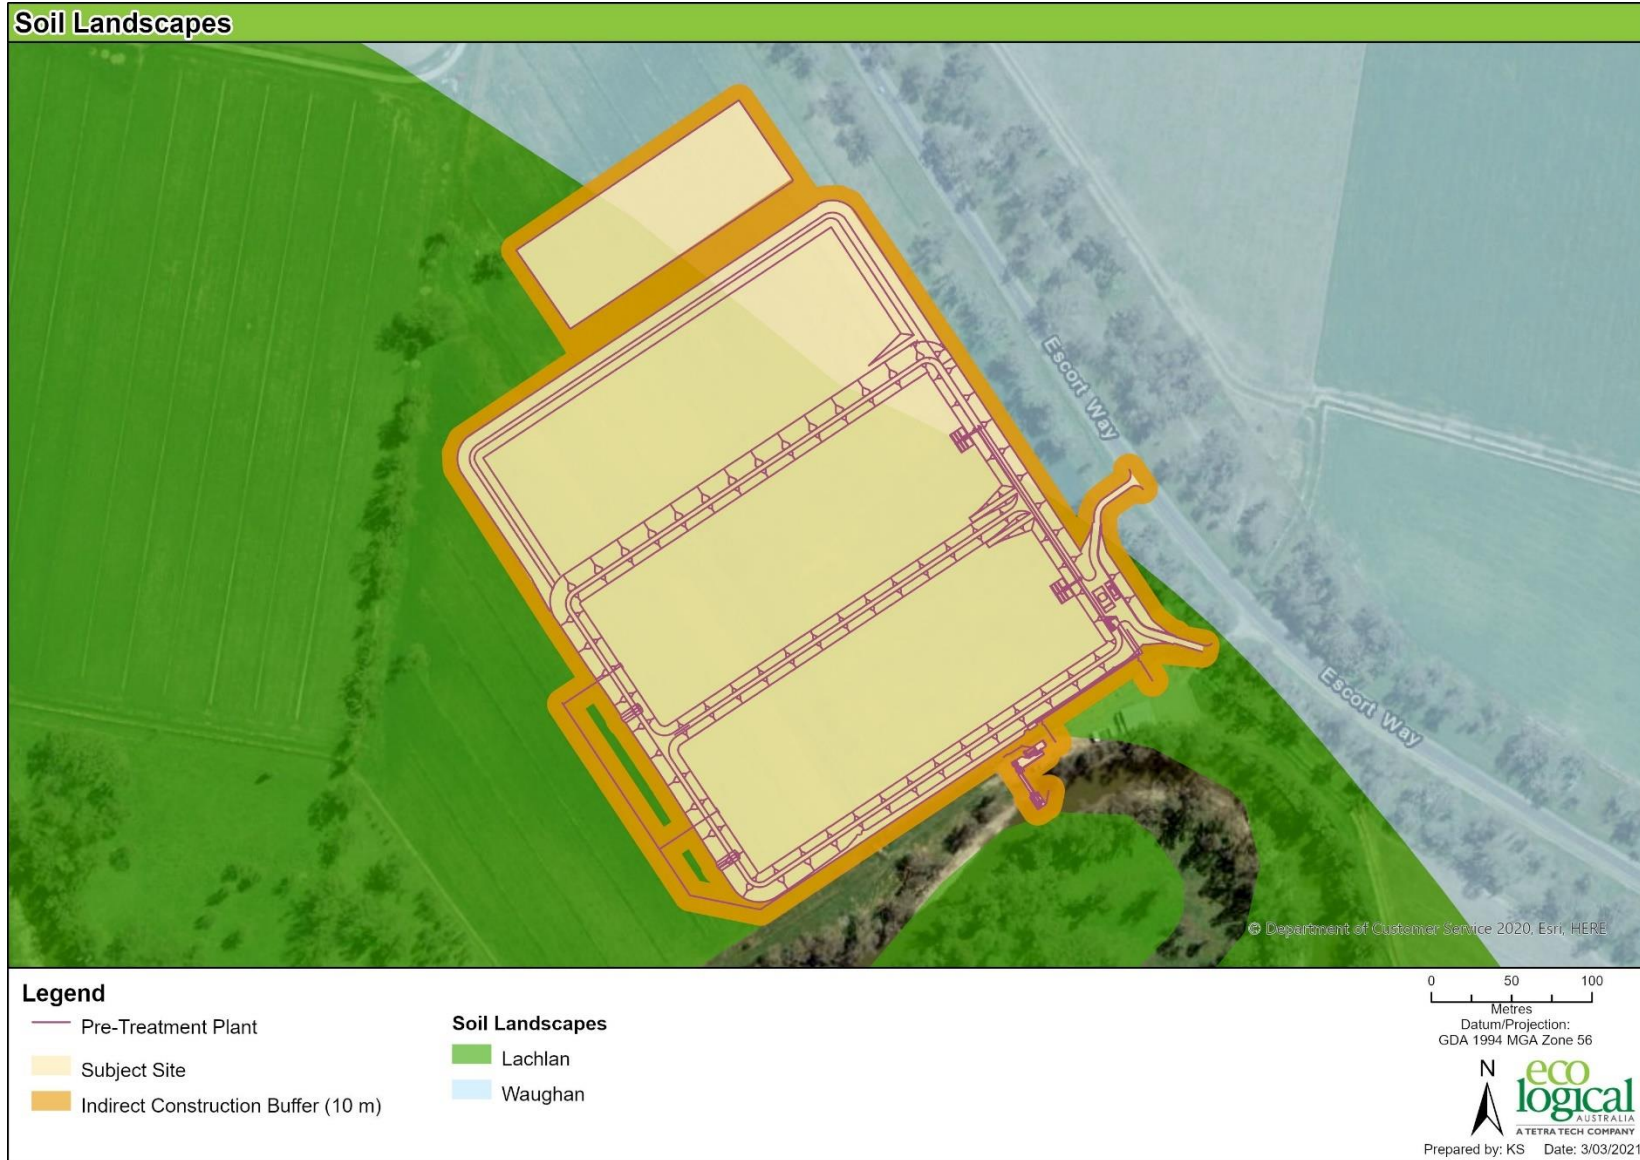 Soil Landscapes
Escort Way
Escort Way
© Department of Customer Service 2020, Esri, HERE
Legend
Pre-Treatment Plant
Subject Site
Indirect Construction Buffer (10 m)
Soil Landscapes
Lachlan
Waughan
0 50 100
Metres
Datum/Projection:
GDA 1994 MGA Zone 56
N
eco
logical
AUSTRALIA
A TETRA TECH COMPANY
Prepared by: KS Date: 3/03/2021